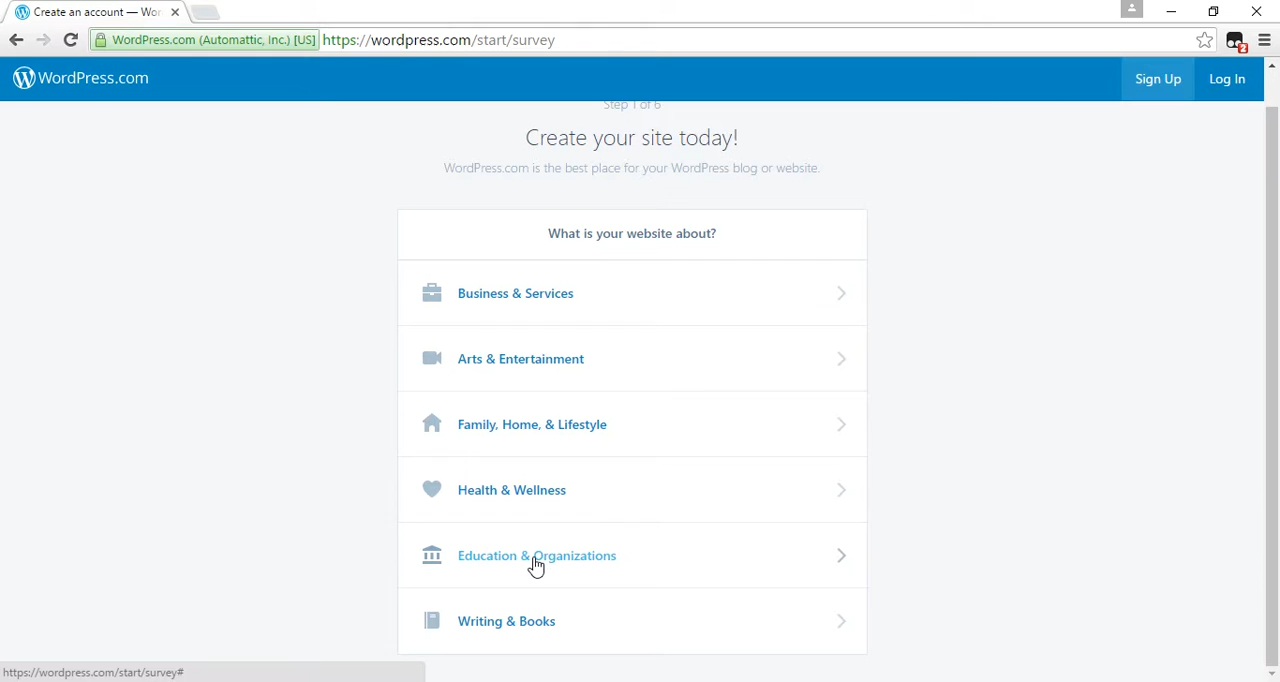 Create an account — Wor
WordPress.com (Automattic, Inc.) [US] https://wordpress.com/start/survey
2
WordPress.com
Sign Up
Log In
Step 1 of 6
Create your site today!
WordPress.com is the best place for your WordPress blog or website.
What is your website about?
Business & Services
Arts & Entertainment
Family, Home, & Lifestyle
Health & Wellness
Education & Organizations
Writing & Books
https://wordpress.com/start/survey#